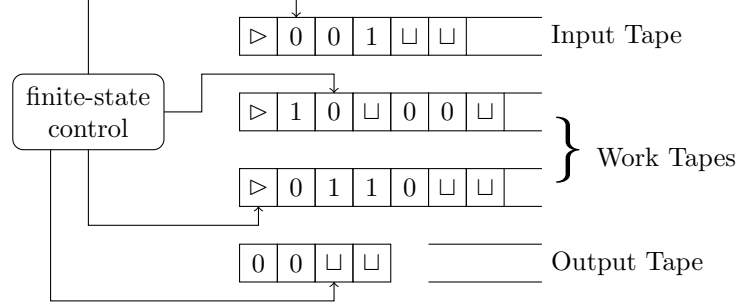 ▷ 0 0 1 ⊔ ⊔ Input Tape
finite-state
control
▷ 1 0 ⊔ 0 0 ⊔
} Work Tapes
▷ 0 1 1 0 ⊔ ⊔
0 0 ⊔ ⊔ Output Tape